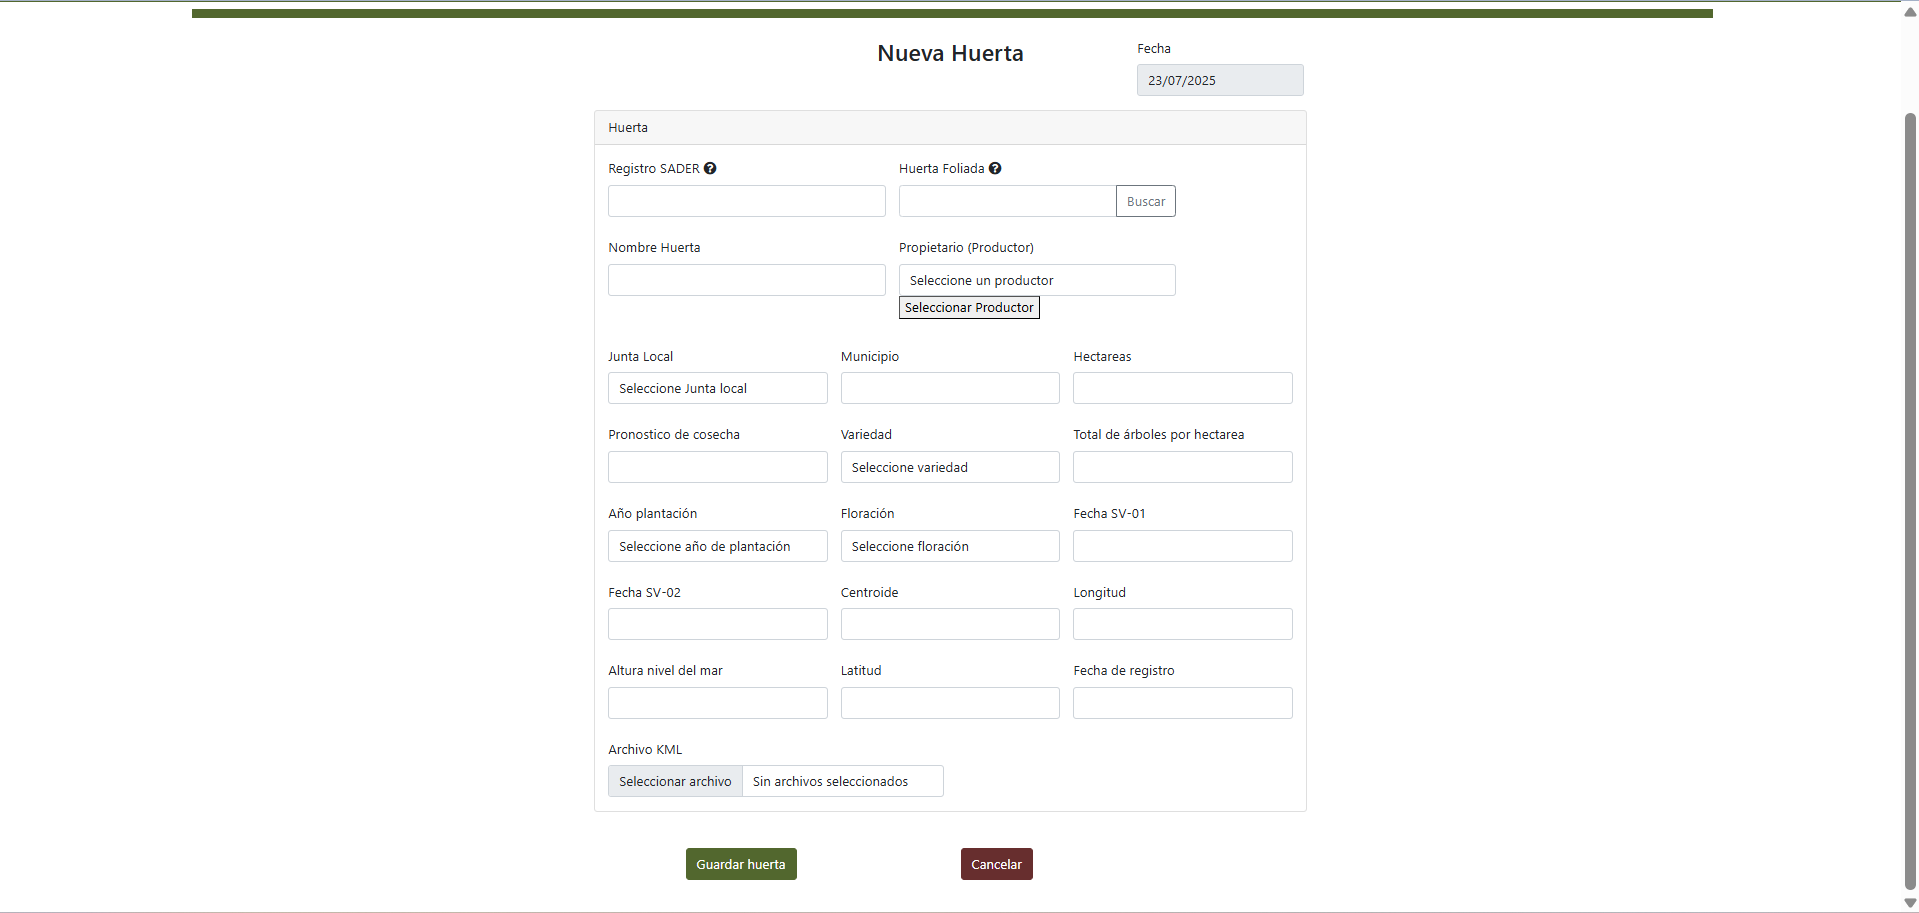 Nueva Huerta
Fecha
23/07/2025
Huerta
Registro SADER
Huerta Foliada
Buscar
Nombre Huerta
Propietario (Productor)
Seleccione un productor
Seleccionar Productor
Junta Local
Municipio
Hectareas
Seleccione Junta local
Pronostico de cosecha
Variedad
Total de árboles por hectarea
Seleccione variedad
Año plantación
Floración
Fecha SV-01
Seleccione año de plantación
Seleccione floración
Fecha SV-02
Centroide
Longitud
Altura nivel del mar
Latitud
Fecha de registro
Archivo KML
Seleccionar archivo
Sin archivos seleccionados
Guardar huerta
Cancelar